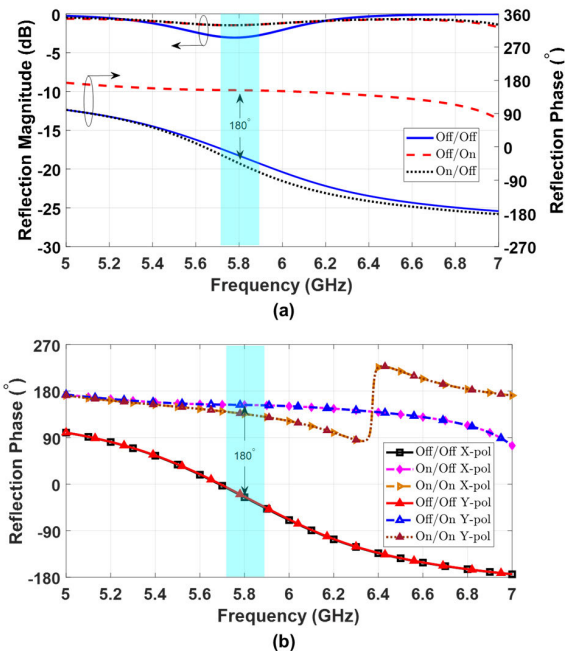 Reflection Magnitude (dB)
0
-5
-10
-15
-20
-25
-30
360
300
240
180
150
90
0
-90
-180
-270
Reflection Phase (°)
180°
Off/Off
Off/On
On/Off
5 5.2 5.4 5.6 5.8 6 6.2 6.4 6.6 6.8 7
Frequency (GHz)
(a)
Reflection Phase (°)
270
180
90
0
-90
-180
180°
Off/Off X-pol
On/Off X-pol
On/On X-pol
Off/Off Y-pol
Off/On Y-pol
On/On Y-pol
5 5.2 5.4 5.6 5.8 6 6.2 6.4 6.6 6.8 7
Frequency (GHz)
(b)